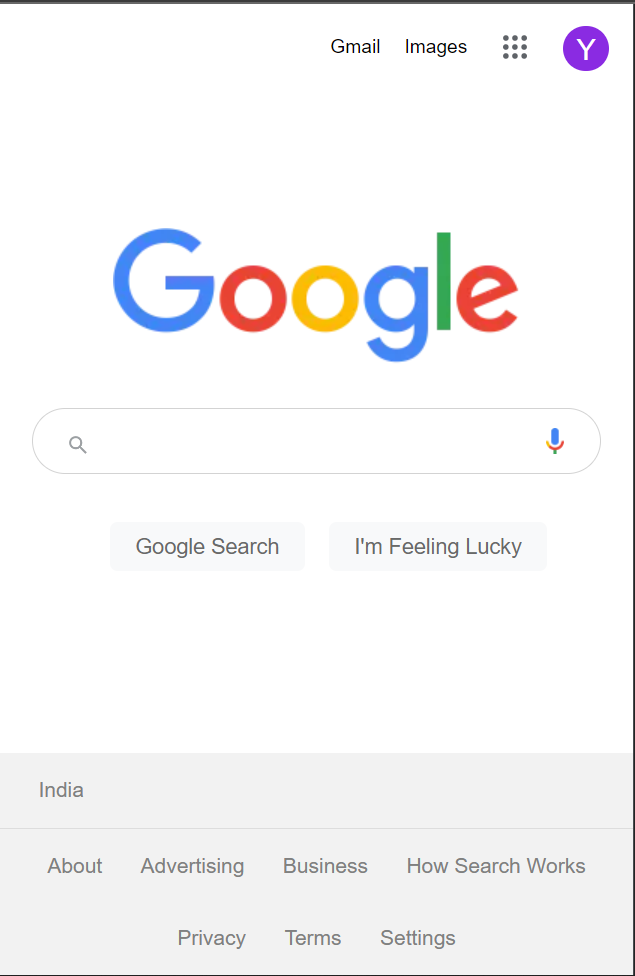 Gmail Images Y
Google
Google Search I'm Feeling Lucky
India
About Advertising Business How Search Works
Privacy Terms Settings